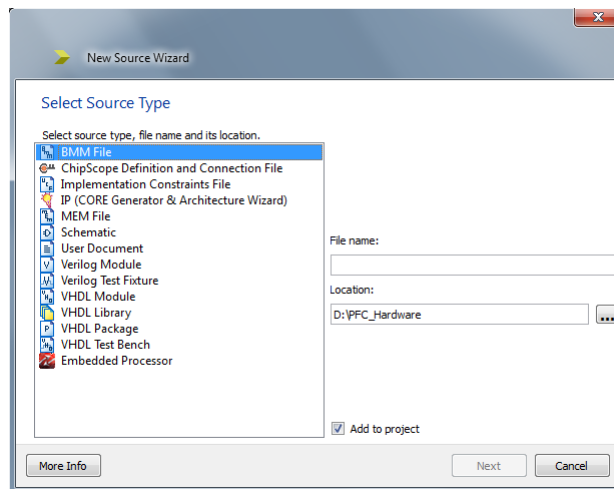 New Source Wizard
Select Source Type
Select source type, file name and its location.
BMM File
ChipScope Definition and Connection File
Implementation Constraints File
IP (CORE Generator & Architecture Wizard)
MEM File
Schematic
User Document
Verilog Module
Verilog Test Fixture
VHDL Module
VHDL Library
VHDL Package
VHDL Test Bench
Embedded Processor
File name:
Location:
D:\PFC_Hardware
...
Add to project
More Info
Next
Cancel